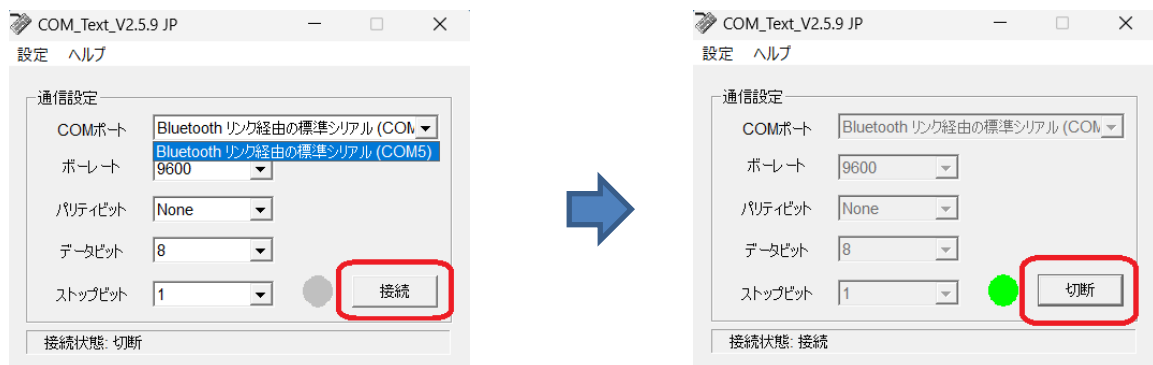 COM_Text_V2.5.9 JP
設定 ヘルプ
通信設定
COMポート Bluetooth リンク経由の標準シリアル (COM
Bluetooth リンク経由の標準シリアル (COM5)
ボーレート 9600
パリティビット None
データビット 8
ストップビット 1 接続
接続状態: 切断
COM_Text_V2.5.9 JP
設定 ヘルプ
通信設定
COMポート Bluetooth リンク経由の標準シリアル (COM
ボーレート 9600
パリティビット None
データビット 8
ストップビット 1 切断
接続状態: 接続